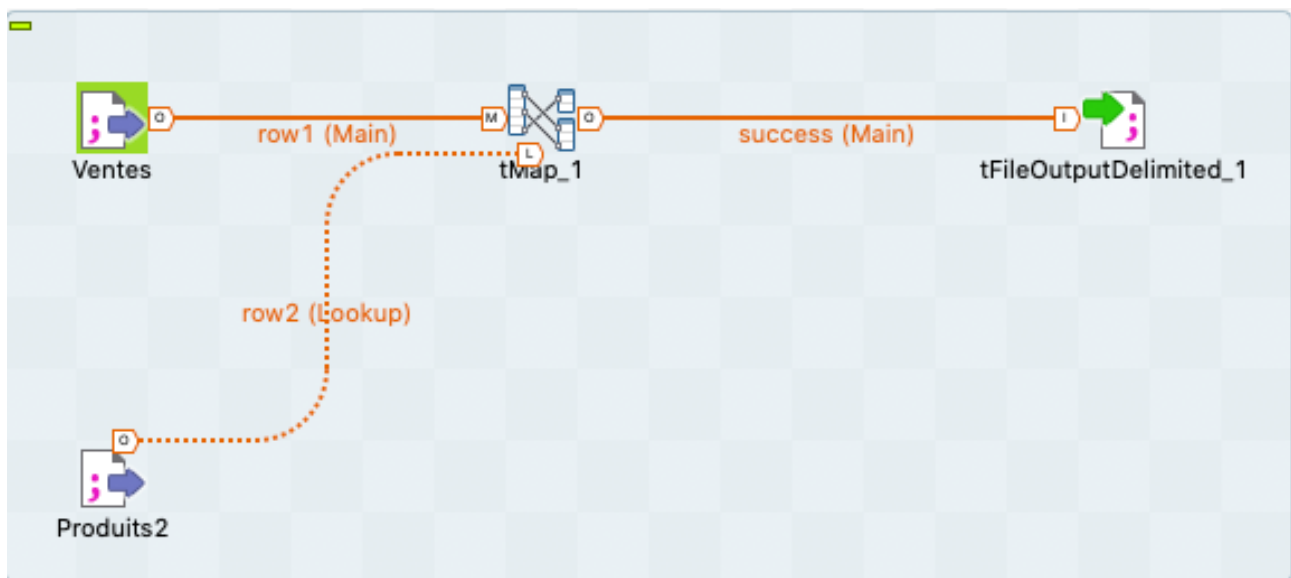 O
M
O
I
row1 (Main)
success (Main)
L
Ventes
tMap_1
tFileOutputDelimited_1
row2 (Lookup)
O
Produits2